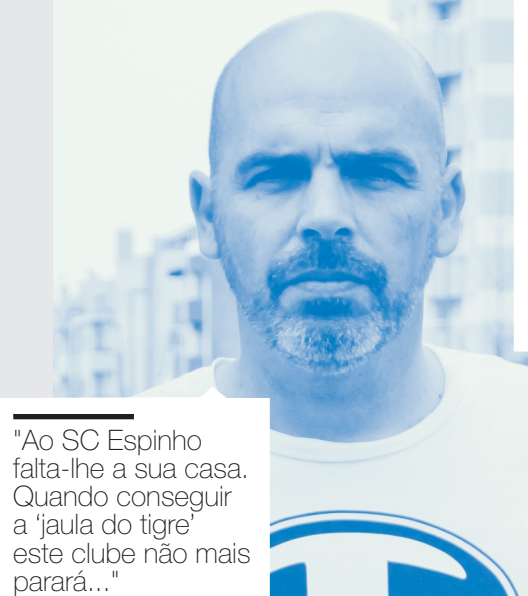 "Ao SC Espinho
falta-lhe a sua casa.
Quando conseguir
a ‘jaula do tigre’
este clube não mais
parará..."